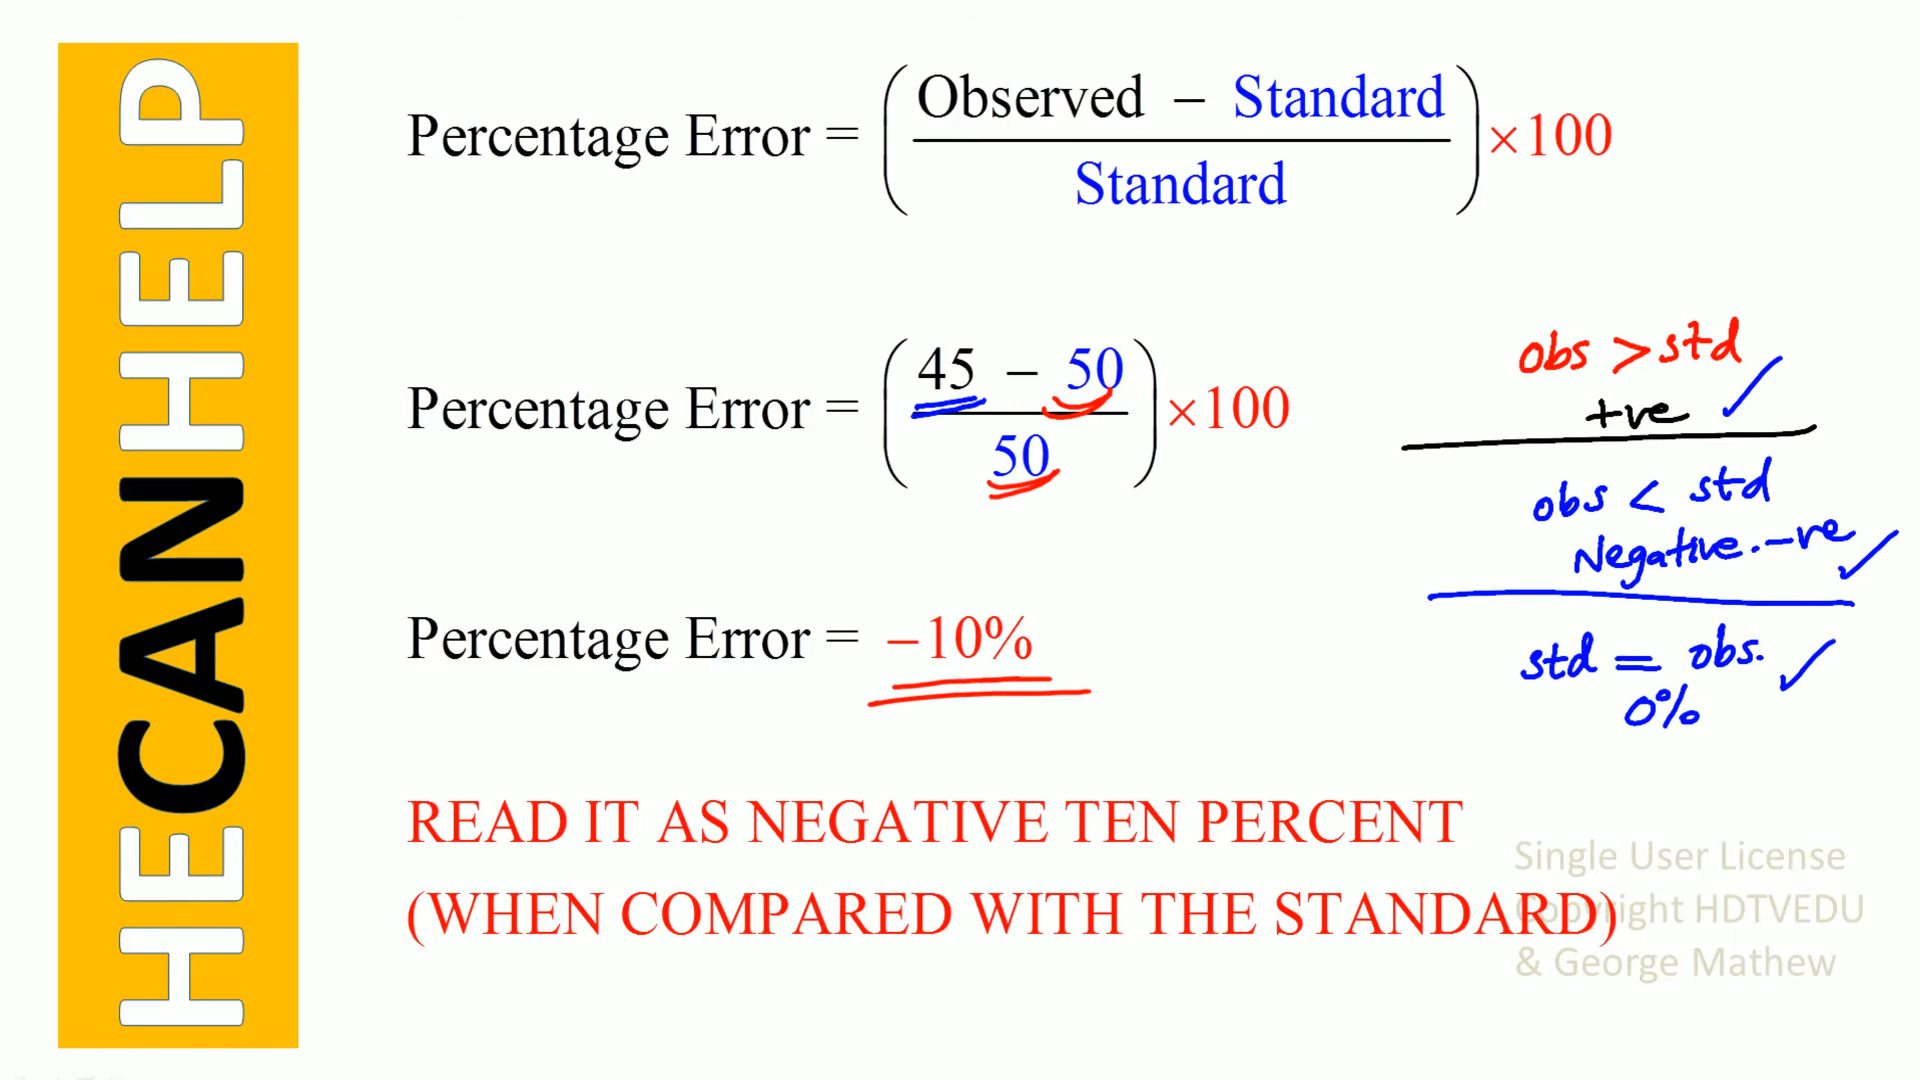 HECANHELP
Percentage Error = ( Observed – Standard / Standard ) ×100
Percentage Error = ( 45 – 50 / 50 ) ×100
Percentage Error = –10%
READ IT AS NEGATIVE TEN PERCENT
(WHEN COMPARED WITH THE STANDARD)
obs > std
+ve
obs < std
Negative. -ve
std = obs.
0%
Single User License
Copyright HDTVEDU
& George Mathew